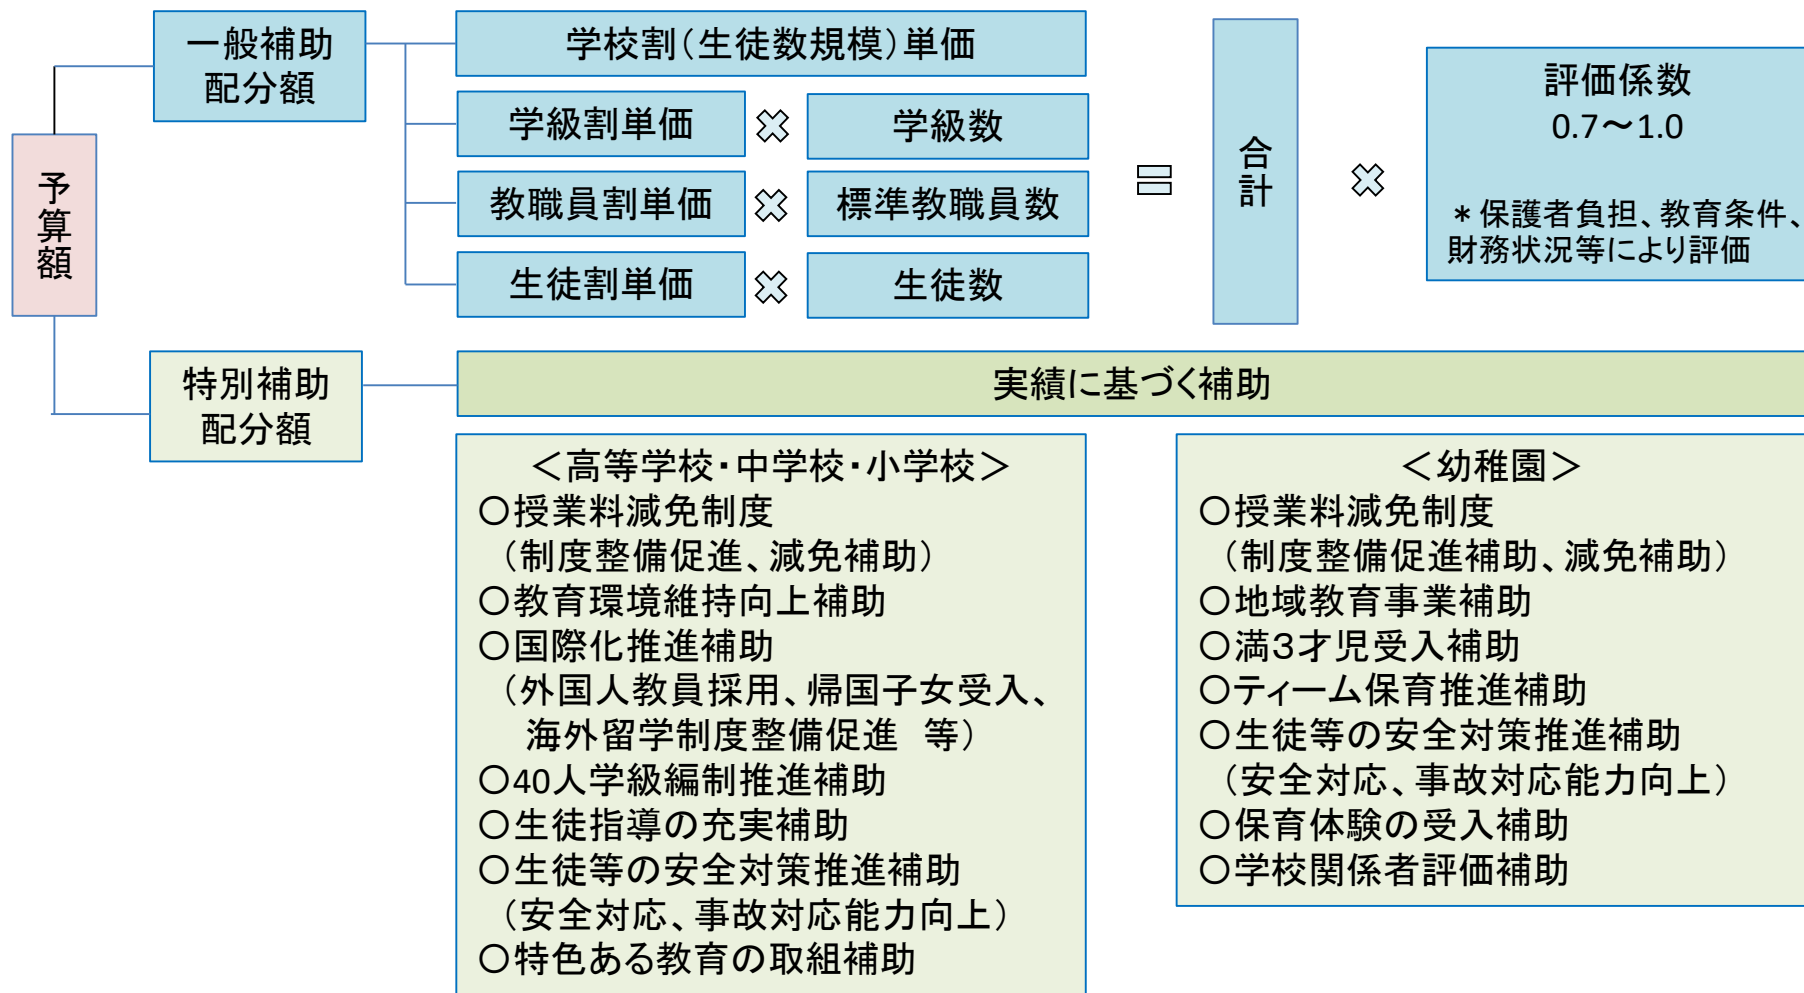 予算額
一般補助
配分額
学校割(生徒数規模)単価
学級割単価
学級数
教職員割単価
標準教職員数
生徒割単価
生徒数
合計
評価係数
0.7~1.0
*保護者負担、教育条件、
財務状況等により評価
特別補助
配分額
実績に基づく補助
<高等学校・中学校・小学校>
○授業料減免制度
(制度整備促進、減免補助)
○教育環境維持向上補助
○国際化推進補助
(外国人教員採用、帰国子女受入、
海外留学制度整備促進 等)
○40人学級編制推進補助
○生徒指導の充実補助
○生徒等の安全対策推進補助
(安全対応、事故対応能力向上)
○特色ある教育の取組補助
<幼稚園>
○授業料減免制度
(制度整備促進補助、減免補助)
○地域教育事業補助
○満3才児受入補助
○ティーム保育推進補助
○生徒等の安全対策推進補助
(安全対応、事故対応能力向上)
○保育体験の受入補助
○学校関係者評価補助